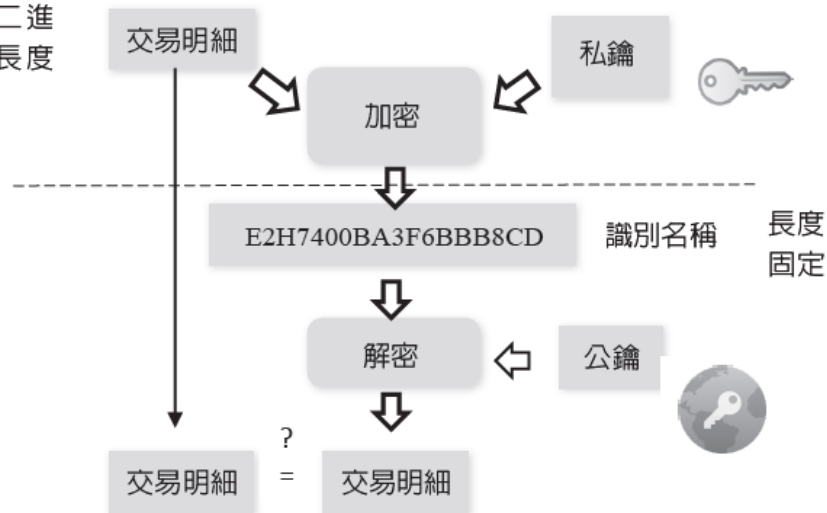 二進
長度
交易明細
私鑰
加密
E2H7400BA3F6BBB8CD
識別名稱
長度
固定
解密
公鑰
交易明細
?
=
交易明細